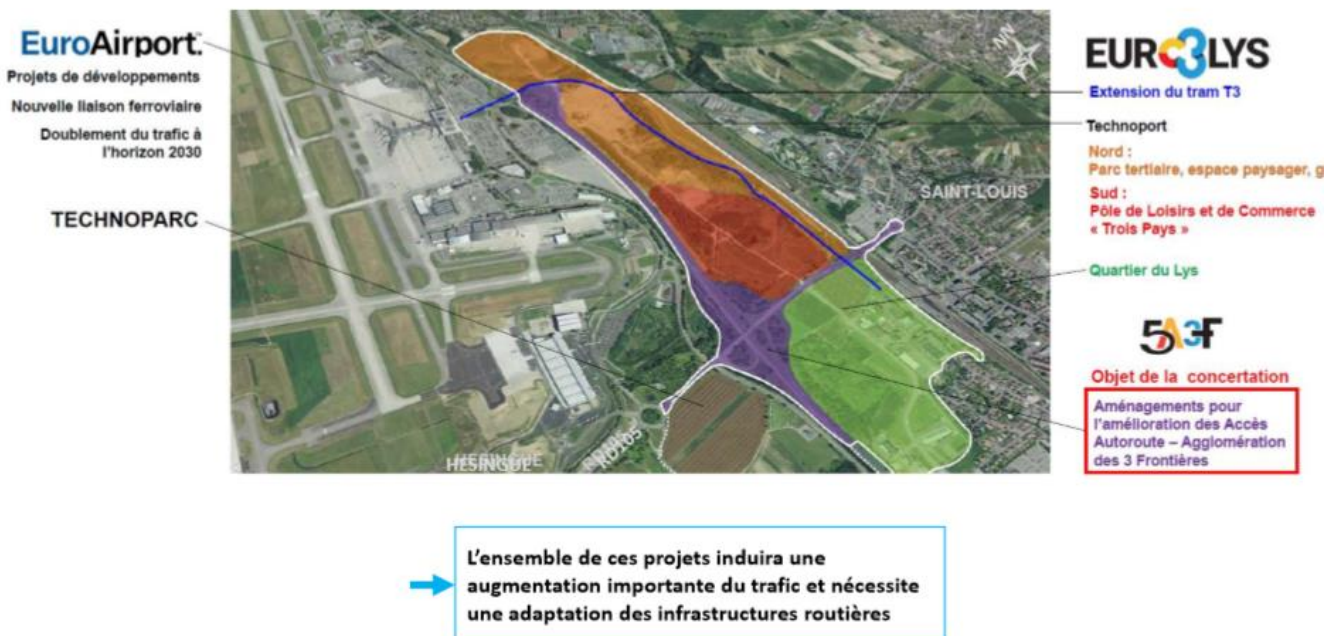 EuroAirport.
Projets de développements
Nouvelle liaison ferroviaire
Doublement du trafic à
l'horizon 2030
TECHNOPARC
SAINT-LOUIS
HESINGUE
RD105
EUR3LYS
Extension du tram T3
Technoport
Nord :
Parc tertiaire, espace paysager, g
Sud :
Pôle de Loisirs et de Commerce
« Trois Pays »
Quartier du Lys
5A3F
Objet de la concertation
Aménagements pour
l'amélioration des Accès
Autoroute – Agglomération
des 3 Frontières
L'ensemble de ces projets induira une
augmentation importante du trafic et nécessite
une adaptation des infrastructures routières